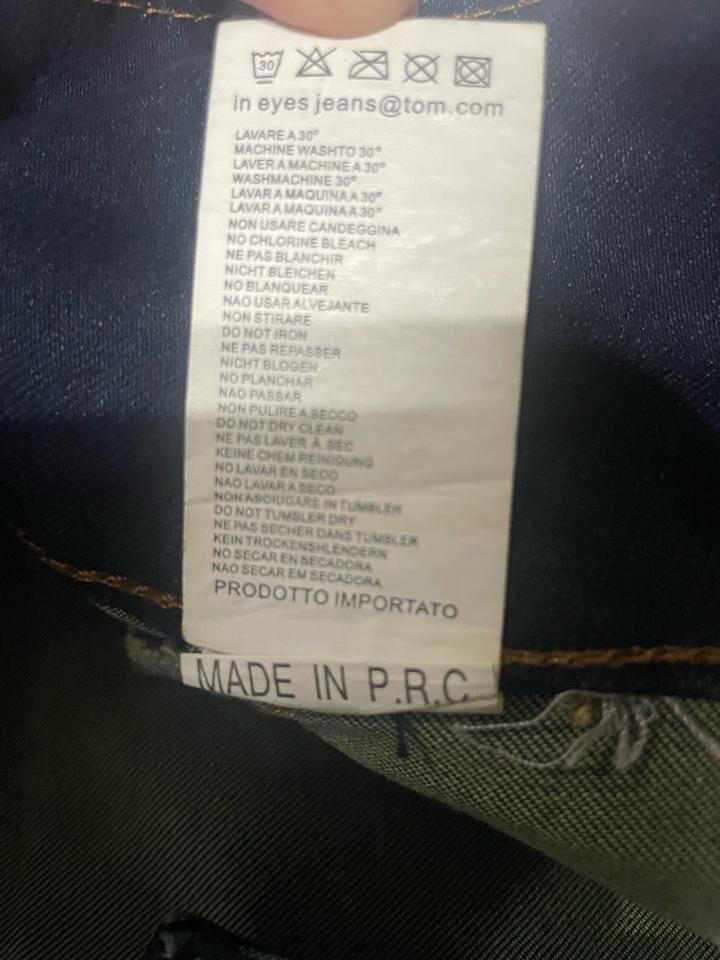 30
in eyes jeans@tom.com
LAVARE A 30°
MACHINE WASHTO 30°
LAVER A MACHINE A 30°
WASHMACHINE 30°
LAVAR A MAQUINA A 30°
LAVAR A MAQUINA A 30°
NON USARE CANDEGGINA
NO CHLORINE BLEACH
NE PAS BLANCHIR
NICHT BLEICHEN
NO BLANQUEAR
NAO USAR ALVEJANTE
NON STIRARE
DO NOT IRON
NE PAS REPASSER
NICHT BLOGEN
NO PLANCHAR
NAO PASSAR
NON PULIRE A SECCO
DO NOT DRY CLEAN
NE PAS LAVER À SEC
KEINE CHEM REINIGUNG
NO LAVAR EN SECO
NAO LAVAR A SECO
NON ASCIUGARE IN TUMBLER
DO NOT TUMBLER DRY
NE PAS SECHER DANS TUMBLER
KEIN TROCKENSHLENDERN
NO SECAR EN SECADORA
NAO SECAR EM SECADORA
PRODOTTO IMPORTATO
MADE IN P.R.C